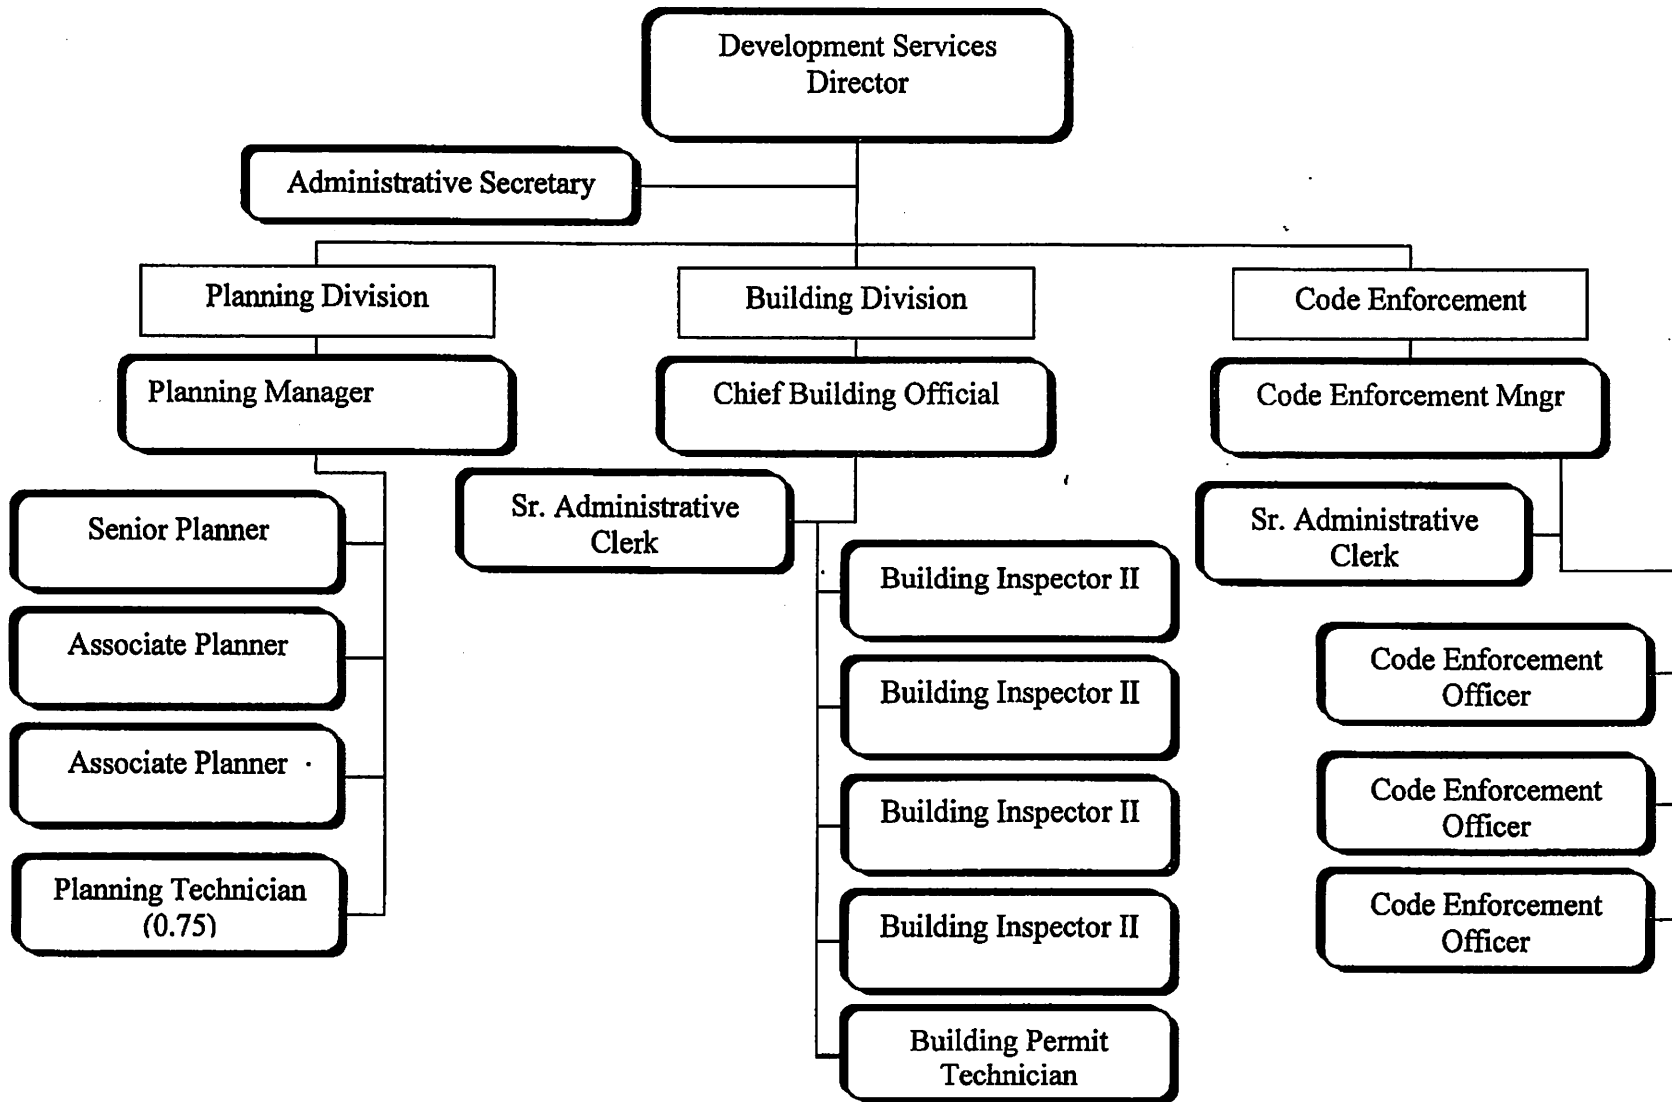 Development Services
Director
Administrative Secretary
Planning Division
Building Division
Code Enforcement
Planning Manager
Chief Building Official
Code Enforcement Mngr
Senior Planner
Associate Planner
Associate Planner
Planning Technician
(0.75)
Sr. Administrative
Clerk
Building Inspector II
Building Inspector II
Building Inspector II
Building Inspector II
Building Permit
Technician
Sr. Administrative
Clerk
Code Enforcement
Officer
Code Enforcement
Officer
Code Enforcement
Officer